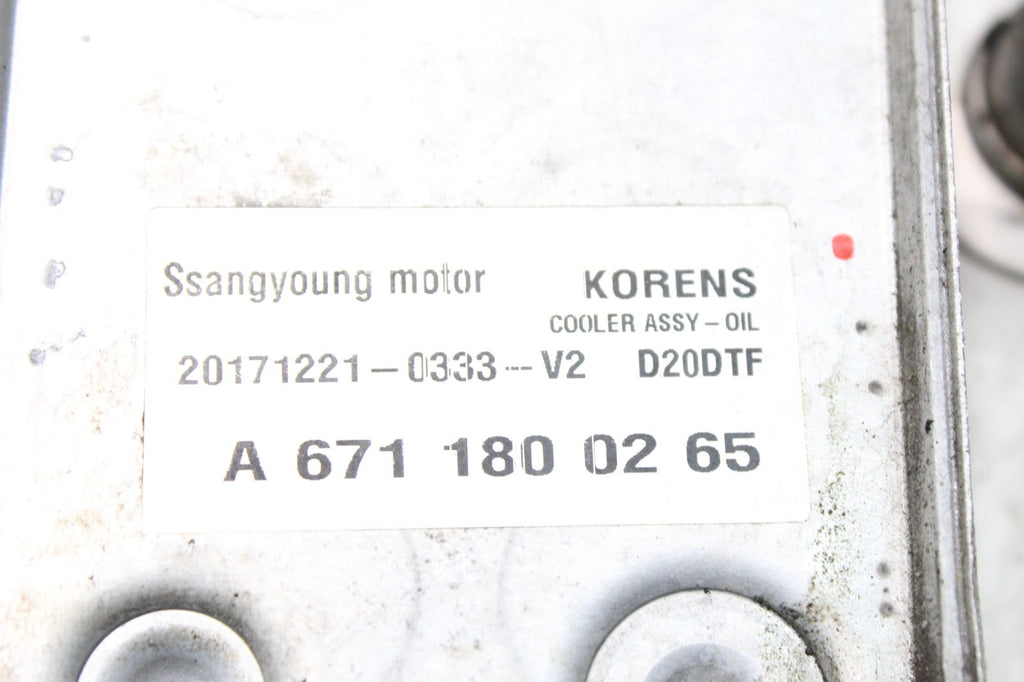 Ssangyoung motor KORENS
COOLER ASSY - OIL
20171221-0333--V2 D20DTF
A 671 180 02 65